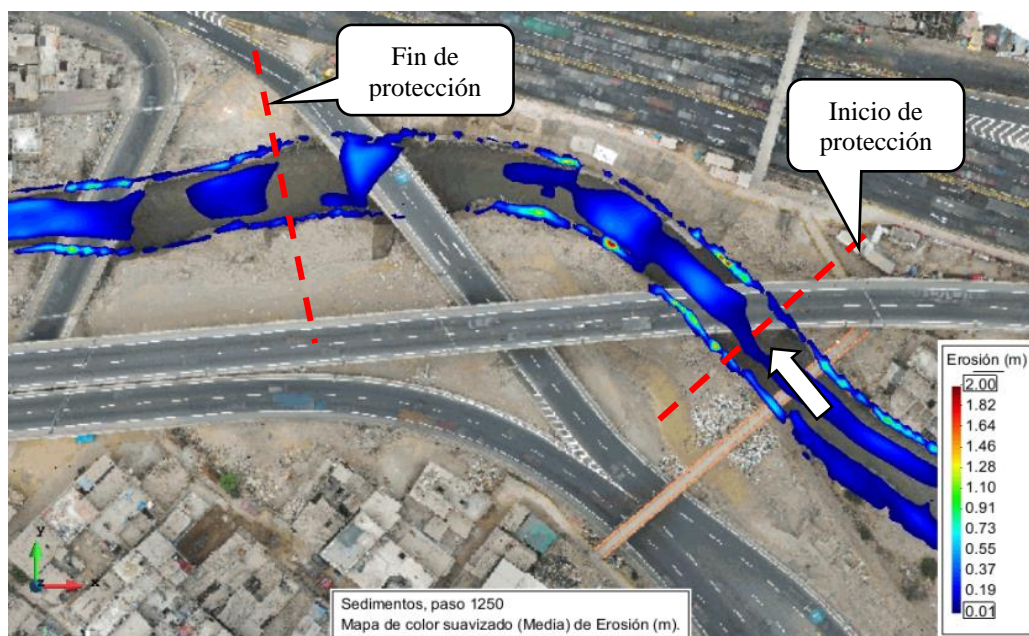 Fin de
protección
Inicio de
protección
Erosión (m)
2.00
1.82
1.64
1.46
1.28
1.10
0.91
0.73
0.55
0.37
0.19
0.01
y
z
x
Sedimentos, paso 1250
Mapa de color suavizado (Media) de Erosión (m).